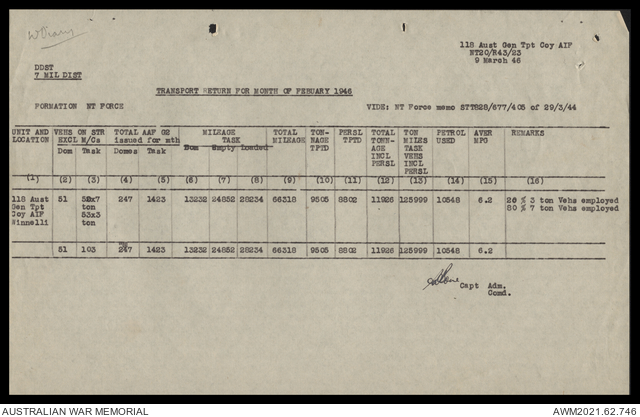 118 Aust Gen Tpt Coy AIF
NT20/R43/23
9 March 46
DDST
7 MIL DIST
TRANSPORT RETURN FOR MONTH OF FEBUARY 1946
FORMATION NT FORCE VIDE: NT Force memo STTB28/677/405 of 29/3/44
UNIT AND VEHS ON STR TOTAL AAF G2 MILEAGE TOTAL TON- PERSL TOTAL TON PETROL AVER REMARKS
LOCATION EXCL M/Cs issued for mth TASK MILEAGE NAGE TPTD TONN- MILES USED MPG
Dom Task Domes Task Dom Empty Loaded TPTD AGE TASK
INCL VEHS
PERSL INCL
PERSL
(1) (2) (3) (4) (5) (6) (7) (8) (9) (10) (11) (12) (13) (14) (15) (16)
118 Aust 51 50x7 247 1423 13232 24852 28234 66318 9505 8802 11926 125999 10548 6.2 20 % 3 ton Vehs employed
Gen Tpt ton 80 % 7 ton Vehs employed
Coy AIF 53x3
Winnelli ton
51 103 247 1423 13232 24852 28234 66318 9505 8802 11926 125999 10548 6.2
Capt Adm.
Comd.
AUSTRALIAN WAR MEMORIAL AWM2021.62.746